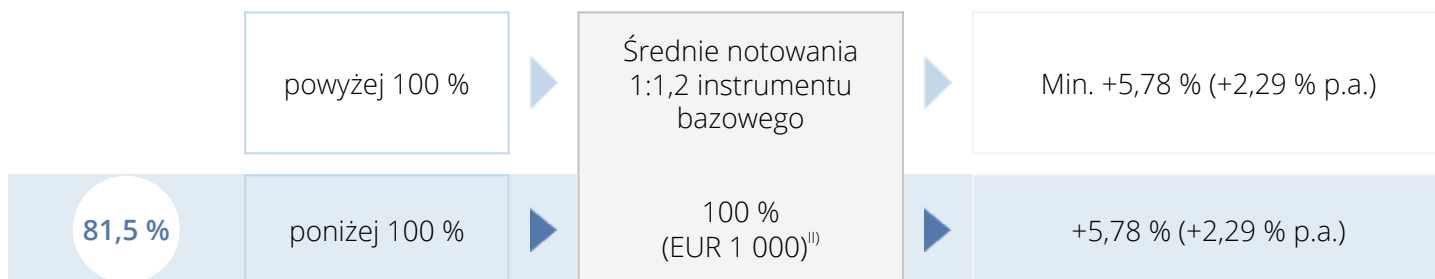 powyżej 100 %
Średnie notowania
1:1,2 instrumentu
bazowego
Min. +5,78 % (+2,29 % p.a.)
81,5 %
poniżej 100 %
100 %
(EUR 1 000)II)
+5,78 % (+2,29 % p.a.)